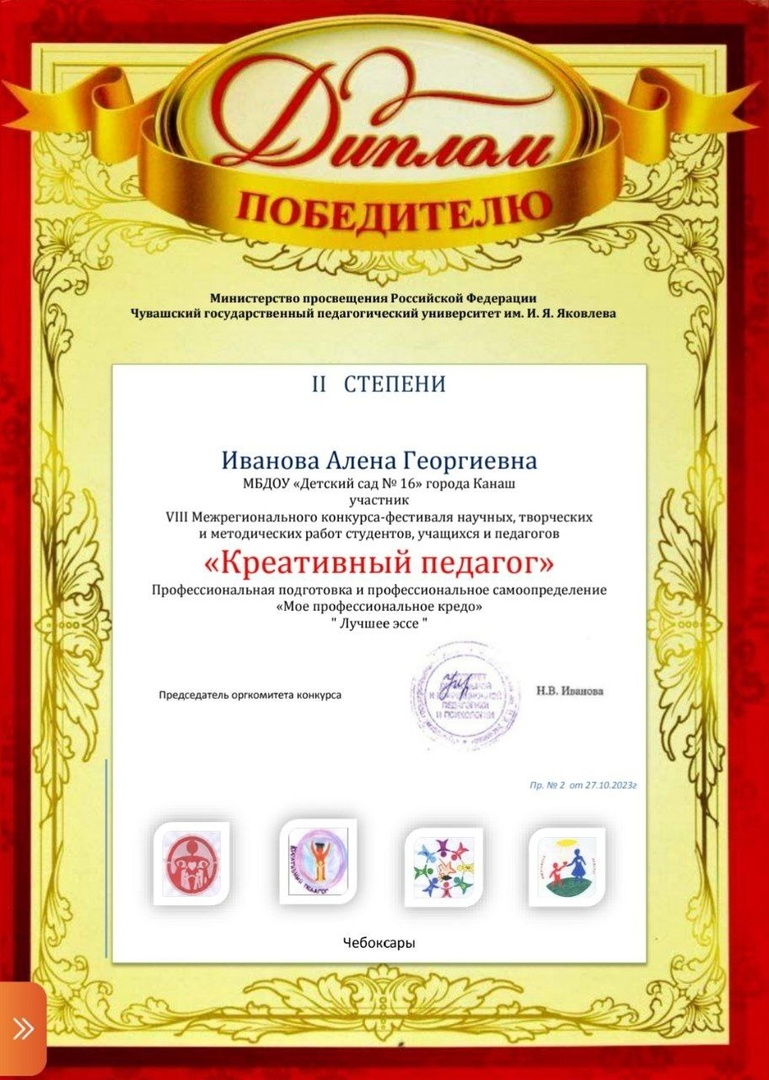 Диплом
ПОБЕДИТЕЛЮ
Министерство просвещения Российской Федерации
Чувашский государственный педагогический университет им. И. Я. Яковлева
II СТЕПЕНИ
Иванова Алена Георгиевна
МБДОУ «Детский сад № 16» города Канаш
участник
VIII Межрегионального конкурса-фестиваля научных, творческих
и методических работ студентов, учащихся и педагогов
«Креативный педагог»
Профессиональная подготовка и профессиональное самоопределение
«Мое профессиональное кредо»
" Лучшее эссе "
Председатель оргкомитета конкурса
И ПСИХОЛОГИИ
Н.В. Иванова
Пр. № 2 от 27.10.2023г
ПЕДАГОГ
Чебоксары